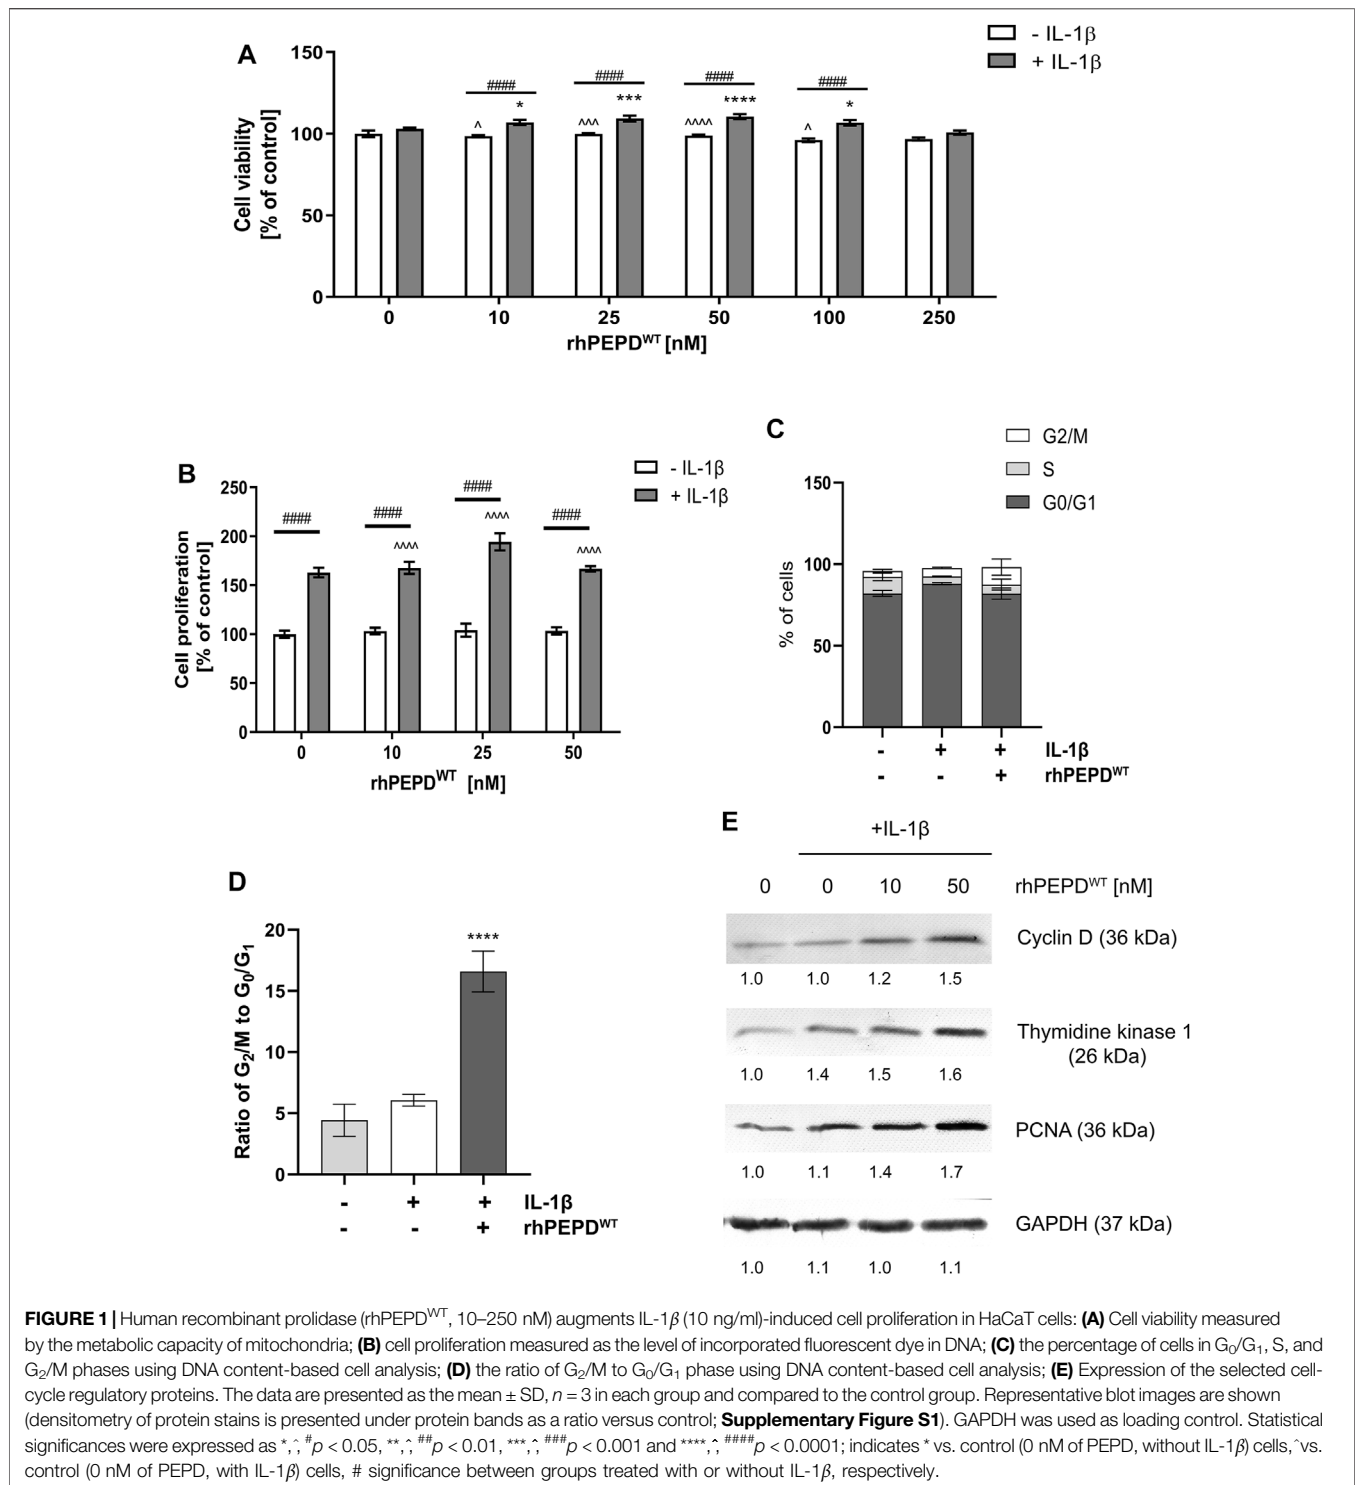 A
- IL-1β
+ IL-1β
Cell viability
[% of control]
150
100
50
0
####
####
####
####
*
***
****
*
^
^^^
^^^^
^
0 10 25 50 100 250
rhPEPDWT [nM]
B
- IL-1β
+ IL-1β
Cell proliferation
[% of control]
250
200
150
100
50
0
####
####
####
####
^^^^
^^^^
^^^^
0 10 25 50
rhPEPDWT [nM]
C
G2/M
S
G0/G1
% of cells
150
100
50
0
- + + IL-1β
- - + rhPEPDWT
D
Ratio of G2/M to G0/G1
20
15
10
5
0
****
- + + IL-1β
- - + rhPEPDWT
E
+IL-1β
0 0 10 50 rhPEPDWT [nM]
Cyclin D (36 kDa)
1.0 1.0 1.2 1.5
Thymidine kinase 1
(26 kDa)
1.0 1.4 1.5 1.6
PCNA (36 kDa)
1.0 1.1 1.4 1.7
GAPDH (37 kDa)
1.0 1.1 1.0 1.1
FIGURE 1 | Human recombinant prolidase (rhPEPDWT, 10–250 nM) augments IL-1β (10 ng/ml)-induced cell proliferation in HaCaT cells: (A) Cell viability measured
by the metabolic capacity of mitochondria; (B) cell proliferation measured as the level of incorporated fluorescent dye in DNA; (C) the percentage of cells in G0/G1, S, and
G2/M phases using DNA content-based cell analysis; (D) the ratio of G2/M to G0/G1 phase using DNA content-based cell analysis; (E) Expression of the selected cell-
cycle regulatory proteins. The data are presented as the mean ± SD, n = 3 in each group and compared to the control group. Representative blot images are shown
(densitometry of protein stains is presented under protein bands as a ratio versus control; Supplementary Figure S1). GAPDH was used as loading control. Statistical
significances were expressed as *,^, #p < 0.05, **,^, ##p < 0.01, ***,^, ###p < 0.001 and ****,^, ####p < 0.0001; indicates * vs. control (0 nM of PEPD, without IL-1β) cells,^vs.
control (0 nM of PEPD, with IL-1β) cells, # significance between groups treated with or without IL-1β, respectively.